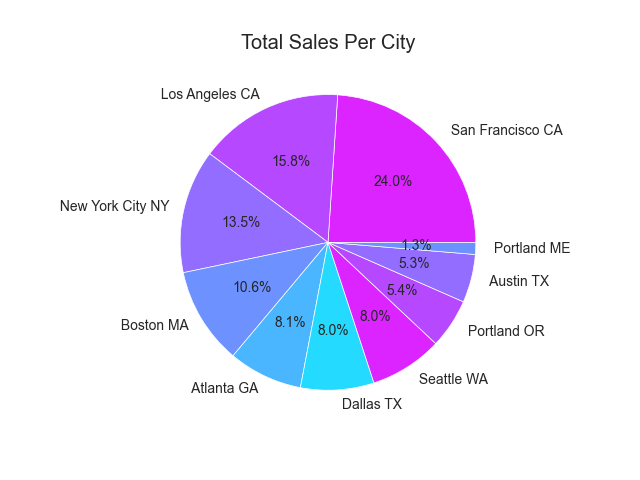 Total Sales Per City
Los Angeles CA
San Francisco CA
15.8%
24.0%
New York City NY
13.5%
1.3%
Portland ME
5.3%
Austin TX
10.6%
5.4%
8.1%
8.0%
8.0%
Boston MA
Portland OR
Atlanta GA
Seattle WA
Dallas TX